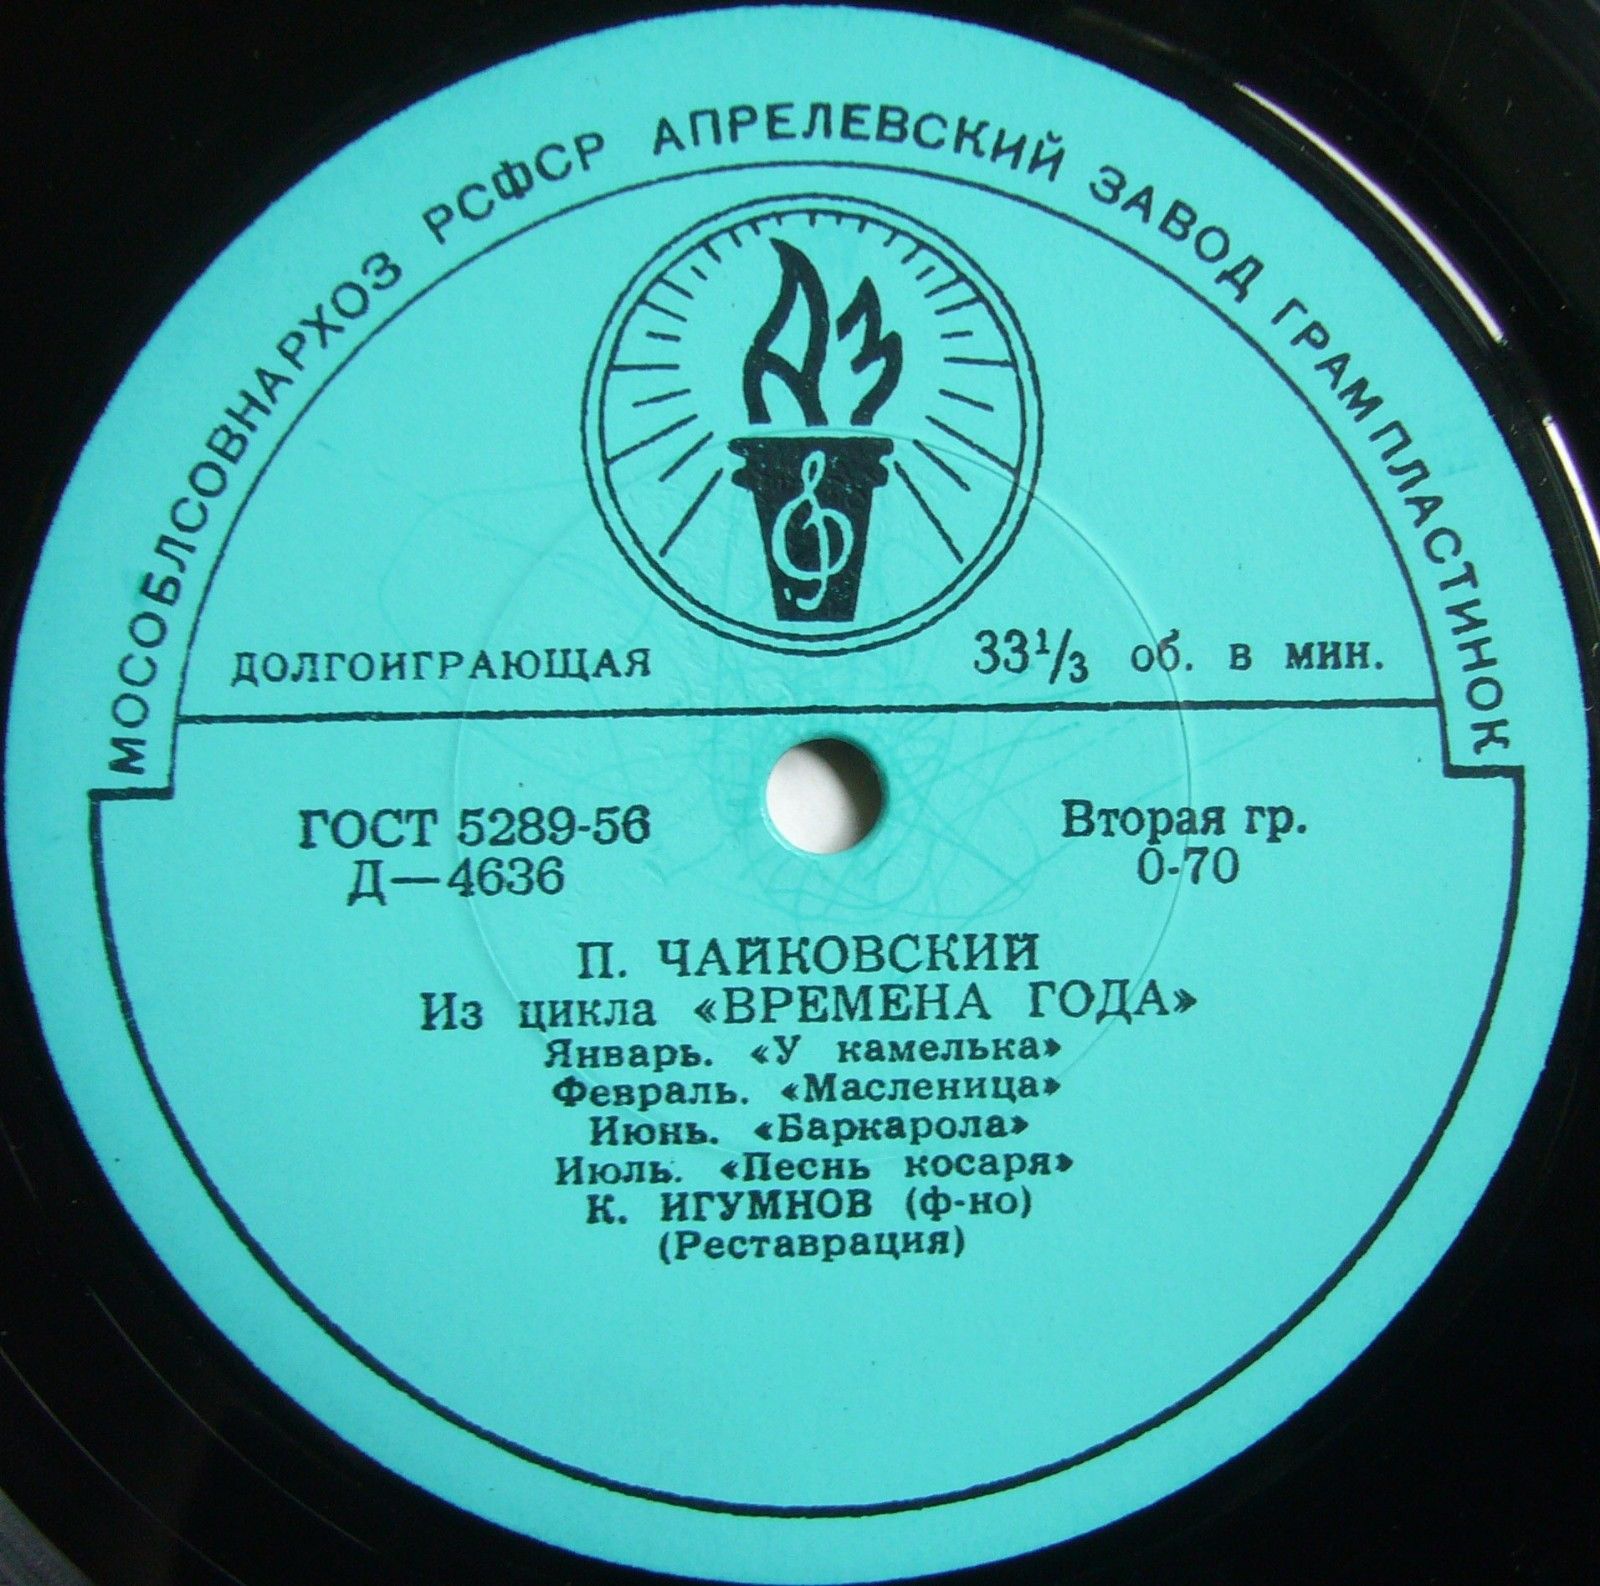 МОСОБЛСОВНАРХОЗ РСФСР АПРЕЛЕВСКИЙ ЗАВОД ГРАМПЛАСТИНОК
АЗ
ДОЛГОИГРАЮЩАЯ 33 1/3 об. в мин.
ГОСТ 5289-56 Вторая гр.
Д—4636 0-70
П. ЧАЙКОВСКИЙ
Из цикла «ВРЕМЕНА ГОДА»
Январь. «У камелька»
Февраль. «Масленица»
Июнь. «Баркарола»
Июль. «Песнь косаря»
К. ИГУМНОВ (ф-но)
(Реставрация)